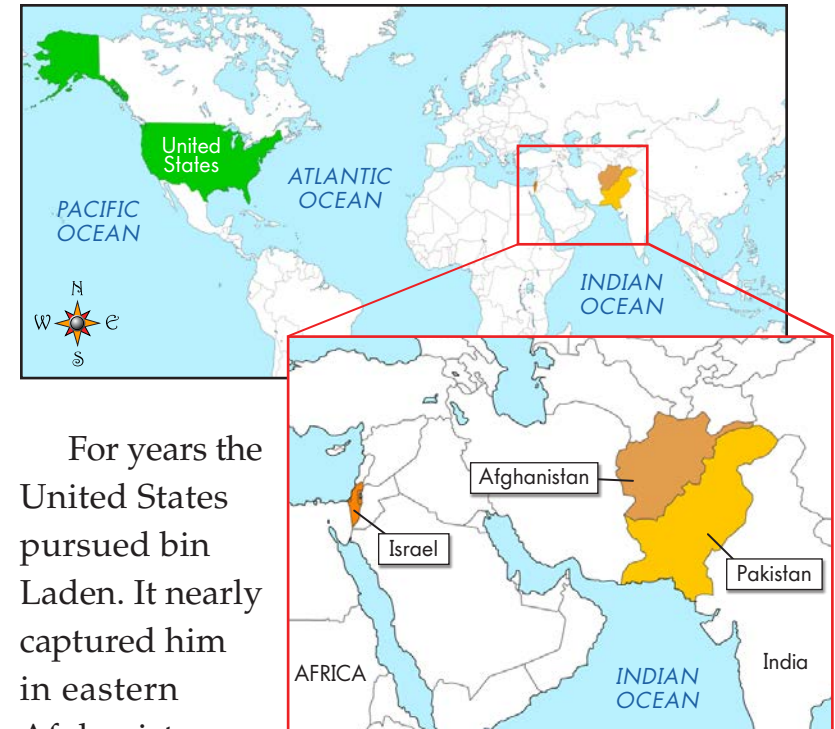 United
States
ATLANTIC
OCEAN
PACIFIC
OCEAN
INDIAN
OCEAN
N
W E
S
For years the
United States
pursued bin
Laden. It nearly
captured him
in eastern
Afghanistan
Israel
Pakistan
AFRICA
INDIAN
OCEAN
India